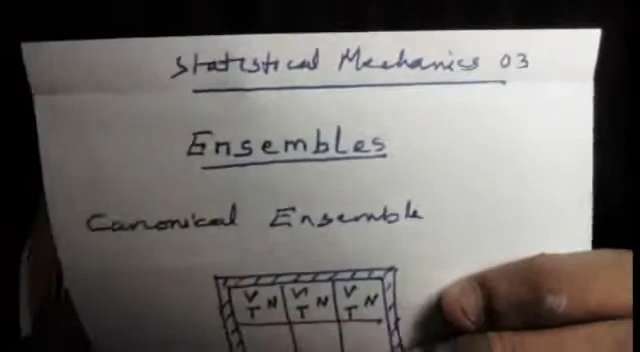 Statistical Mechanics 03
Ensembles
Canonical Ensemble
V N V N V N
T T T